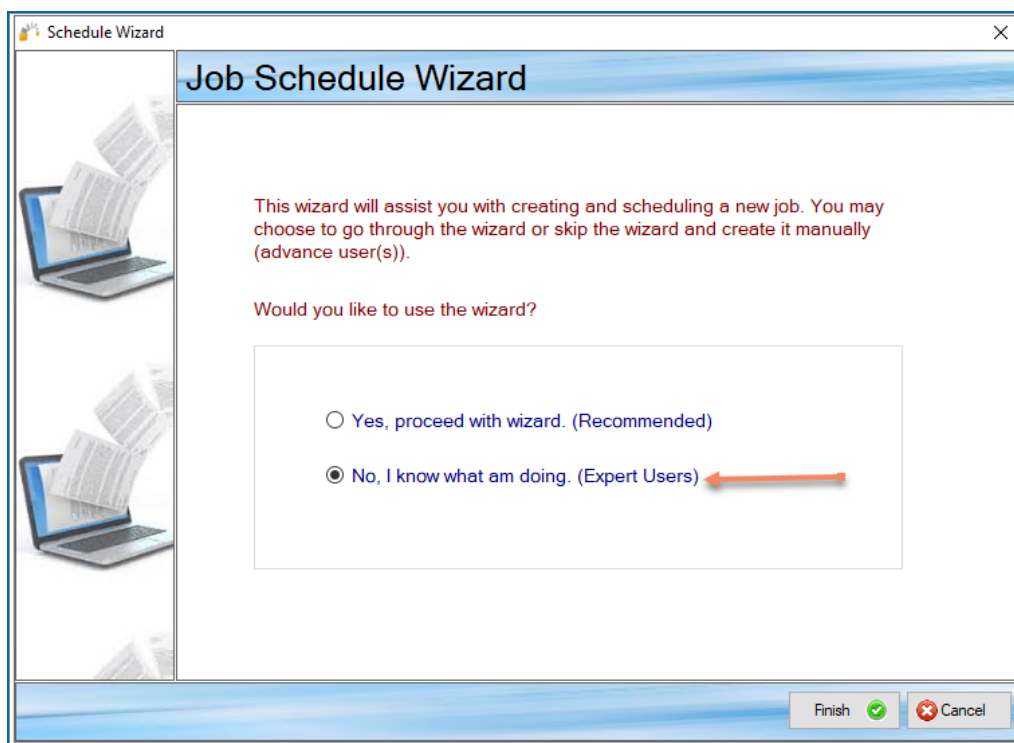 Schedule Wizard
Job Schedule Wizard
This wizard will assist you with creating and scheduling a new job. You may
choose to go through the wizard or skip the wizard and create it manually
(advance user(s)).
Would you like to use the wizard?
Yes, proceed with wizard. (Recommended)
No, I know what am doing. (Expert Users)
Finish
Cancel